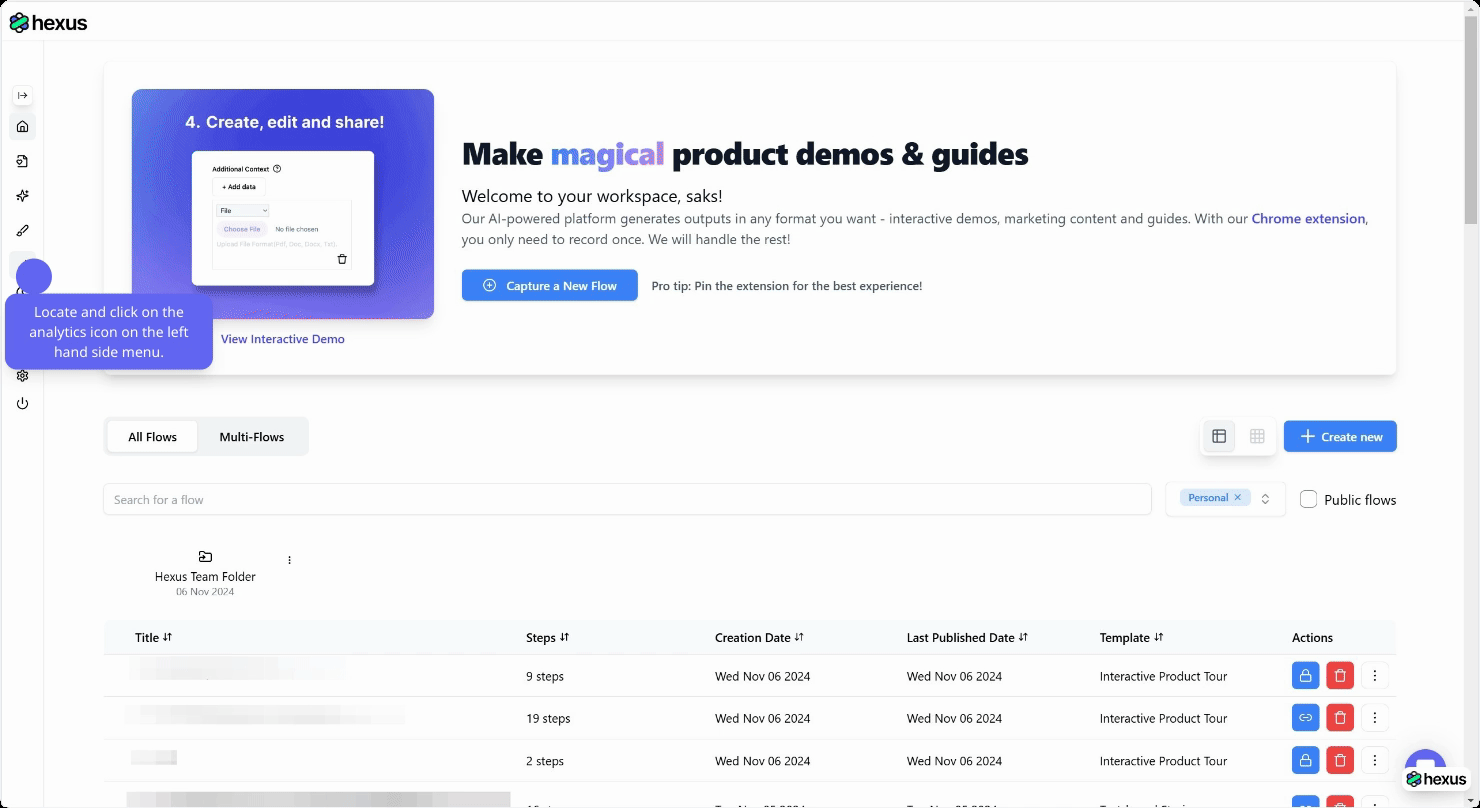 hexus
4. Create, edit and share!
Additional Context
+ Add data
File
Choose File No file chosen
Upload File Format(Pdf, Doc, Docx, Txt).
View Interactive Demo
Make magical product demos & guides
Welcome to your workspace, saks!
Our AI-powered platform generates outputs in any format you want - interactive demos, marketing content and guides. With our Chrome extension,
you only need to record once. We will handle the rest!
Capture a New Flow Pro tip: Pin the extension for the best experience!
Locate and click on the
analytics icon on the left
hand side menu.
All Flows Multi-Flows
Create new
Search for a flow
Personal
Public flows
Hexus Team Folder
06 Nov 2024
Title Steps Creation Date Last Published Date Template Actions
9 steps Wed Nov 06 2024 Wed Nov 06 2024 Interactive Product Tour
19 steps Wed Nov 06 2024 Wed Nov 06 2024 Interactive Product Tour
2 steps Wed Nov 06 2024 Wed Nov 06 2024 Interactive Product Tour
hexus